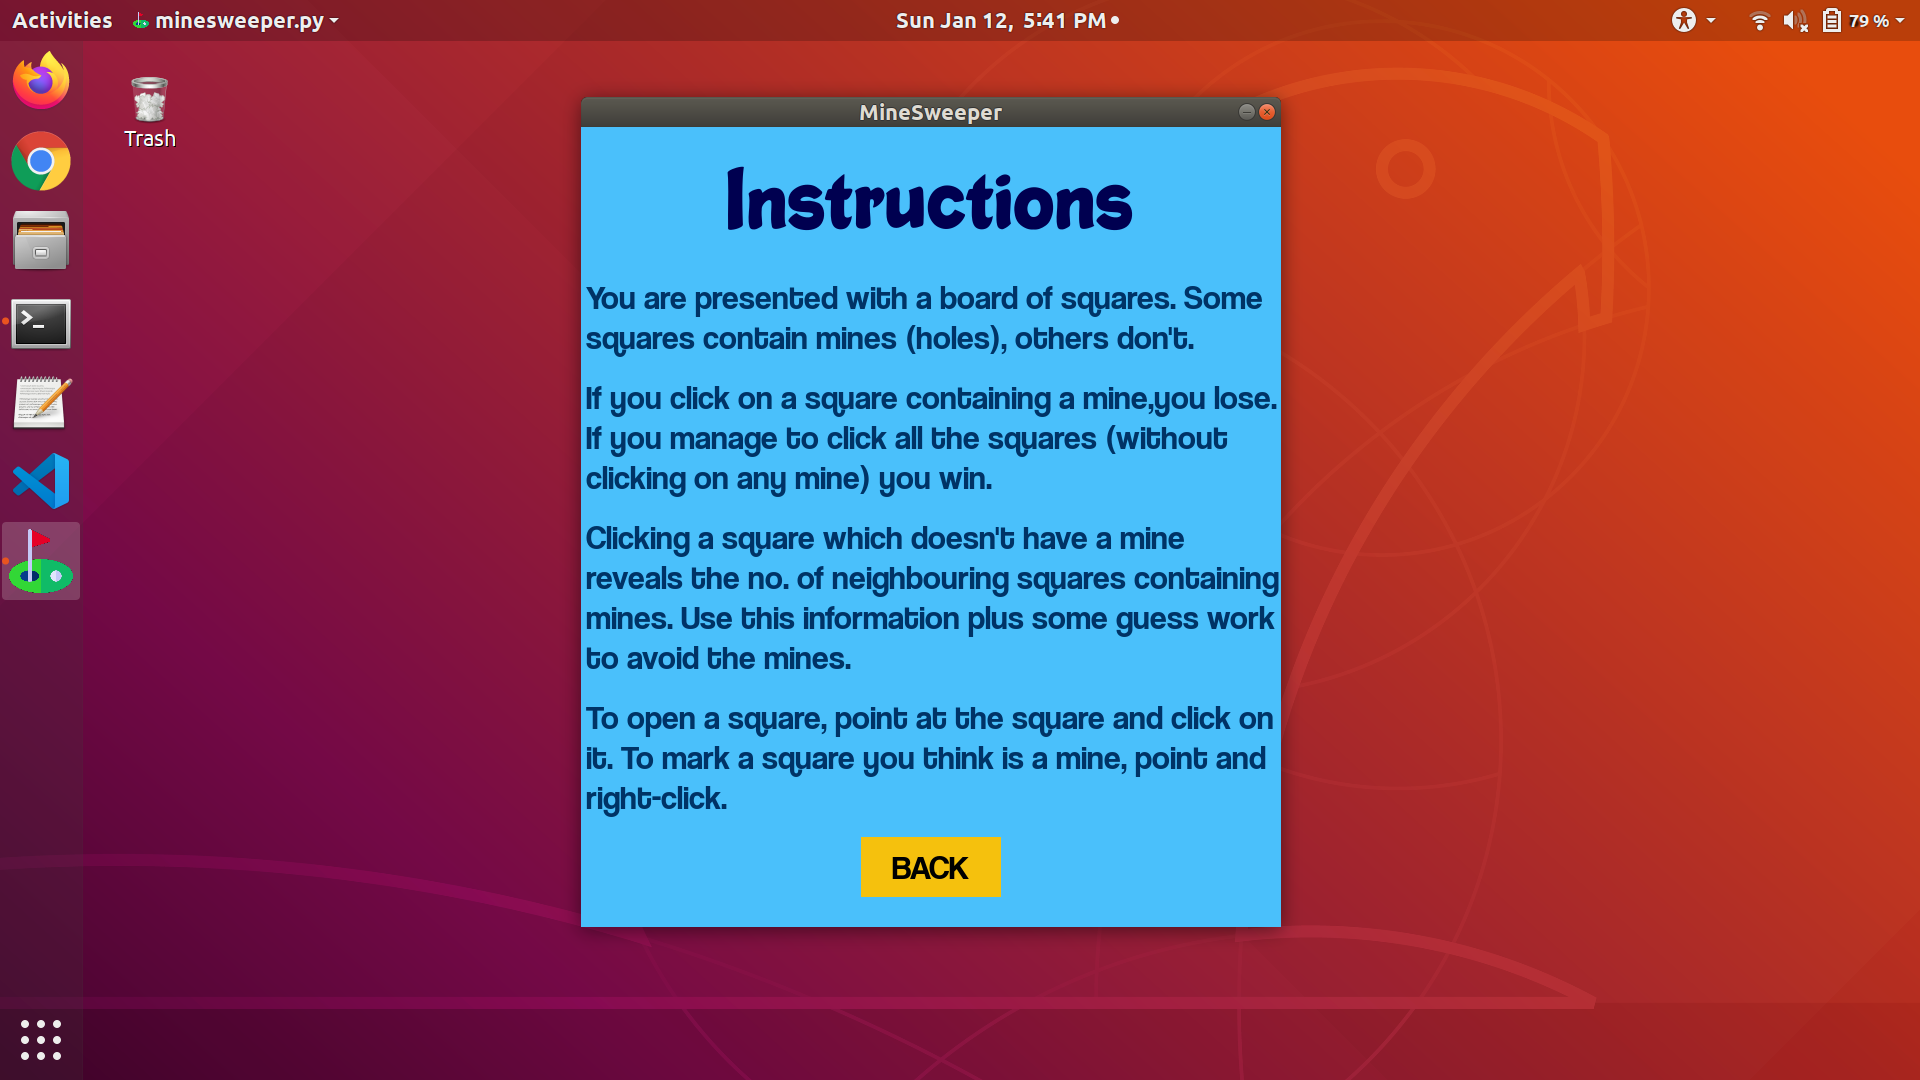 Activities minesweeper.py Sun Jan 12, 5:41 PM 79 %
Trash
MineSweeper
Instructions
You are presented with a board of squares. Some
squares contain mines (holes), others don't.
If you click on a square containing a mine,you lose.
If you manage to click all the squares (without
clicking on any mine) you win.
Clicking a square which doesn't have a mine
reveals the no. of neighbouring squares containing
mines. Use this information plus some guess work
to avoid the mines.
To open a square, point at the square and click on
it. To mark a square you think is a mine, point and
right-click.
BACK